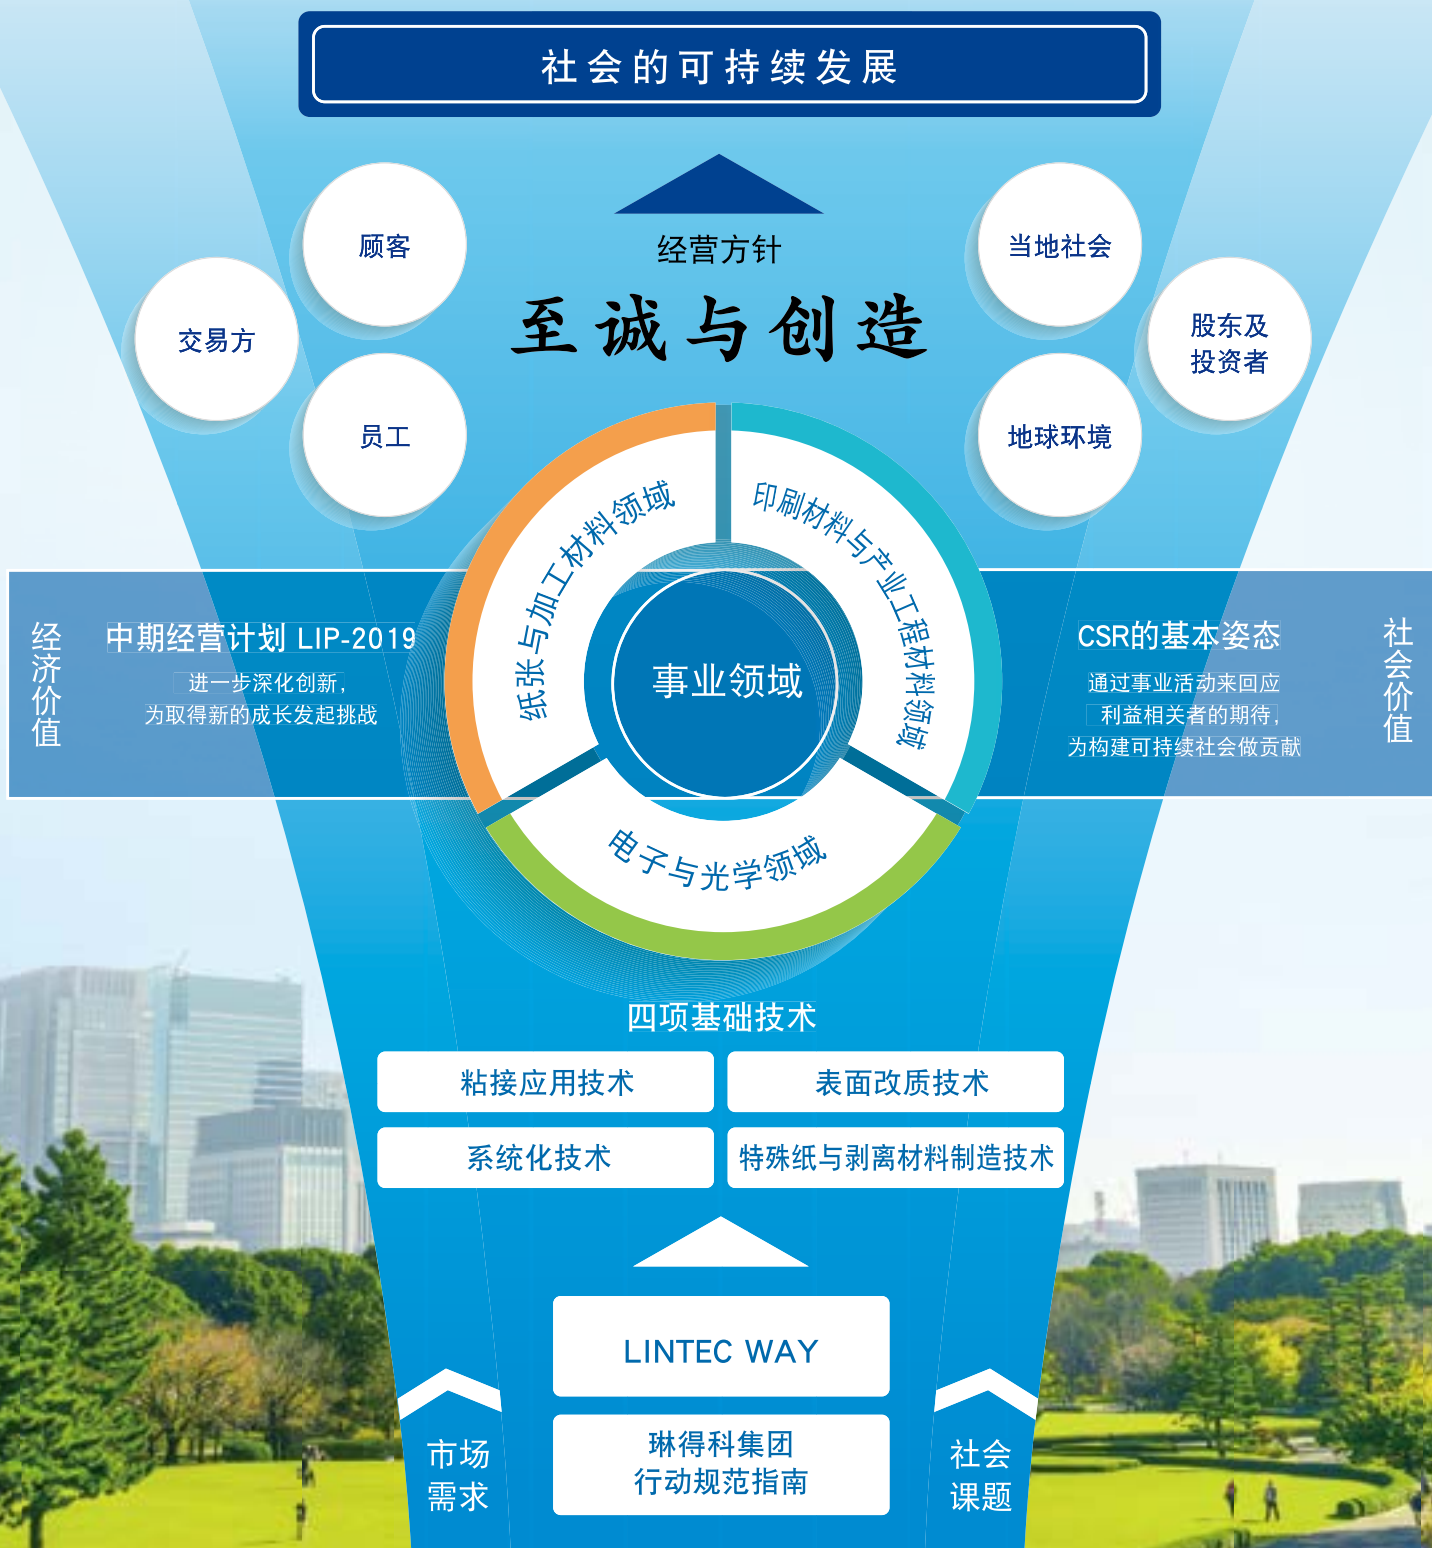 社会的可持续发展
经营方针
至诚与创造
顾客
交易方
员工
当地社会
股东及
投资者
地球环境
纸张与加工材料领域
印刷材料与产业工程材料领域
电子与光学领域
事业领域
经济价值
中期经营计划 LIP-2019
进一步深化创新，
为取得新的成长发起挑战
CSR的基本姿态
通过事业活动来回应
利益相关者的期待，
为构建可持续社会做贡献
社会价值
四项基础技术
粘接应用技术
表面改质技术
系统化技术
特殊纸与剥离材料制造技术
LINTEC WAY
琳得科集团
行动规范指南
市场
需求
社会
课题